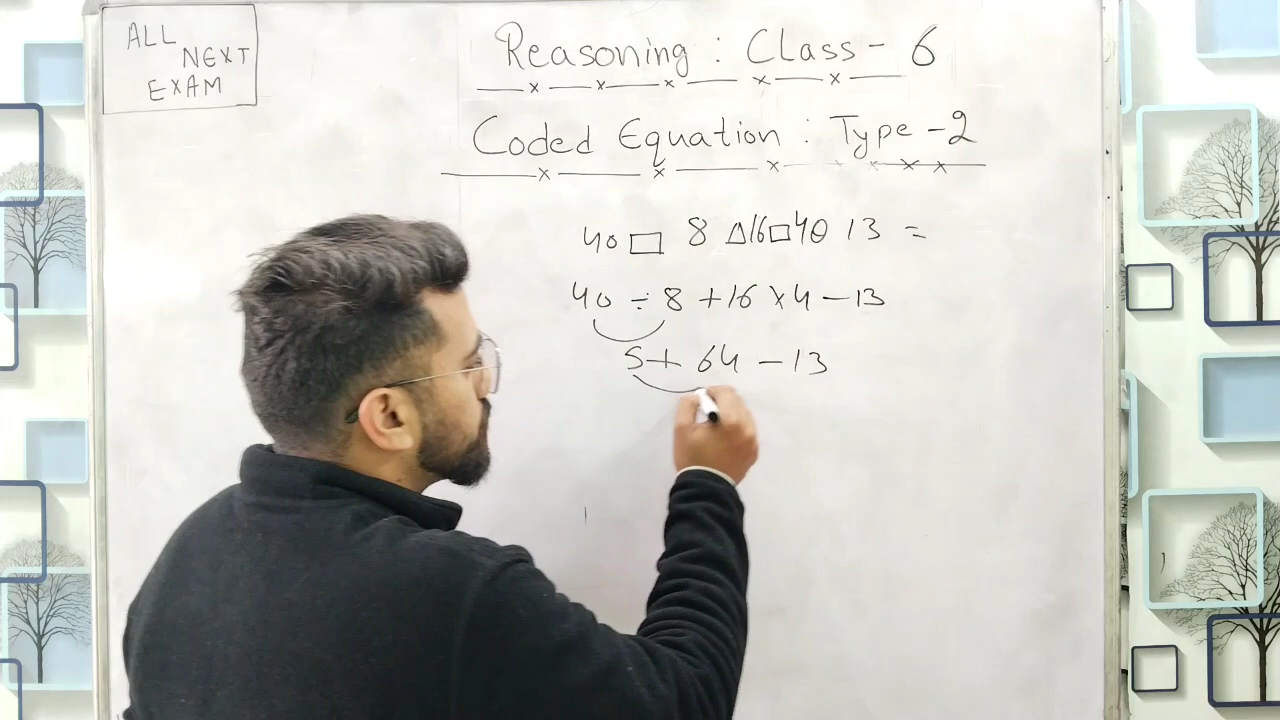 ALL
NEXT
EXAM
Reasoning : Class - 6
Coded Equation : Type - 2
40 □ 8 △ 16 □ 4 θ 13 =
40 ÷ 8 + 16 × 4 - 13
5 + 64 - 13